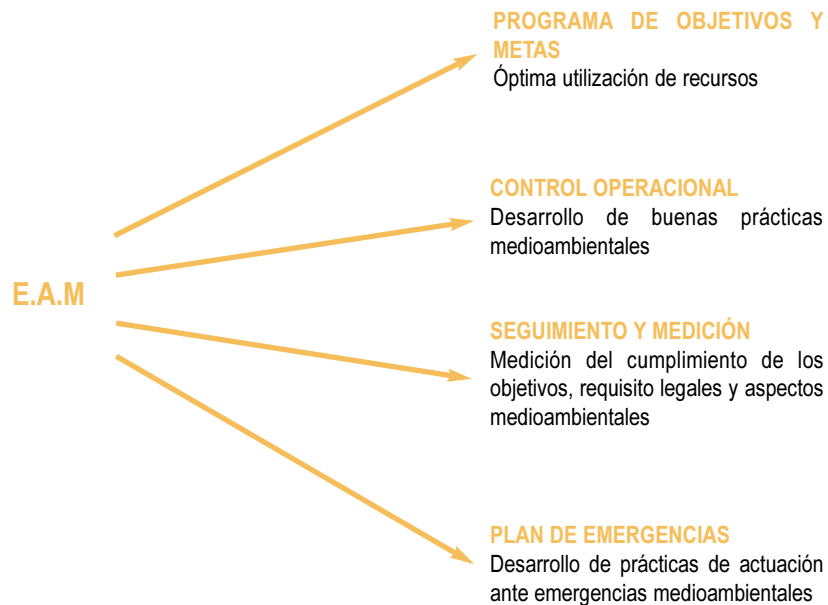 PROGRAMA DE OBJETIVOS Y
METAS
Óptima utilización de recursos
CONTROL OPERACIONAL
Desarrollo de buenas prácticas
medioambientales
E.A.M
SEGUIMIENTO Y MEDICIÓN
Medición del cumplimiento de los
objetivos, requisito legales y aspectos
medioambientales
PLAN DE EMERGENCIAS
Desarrollo de prácticas de actuación
ante emergencias medioambientales